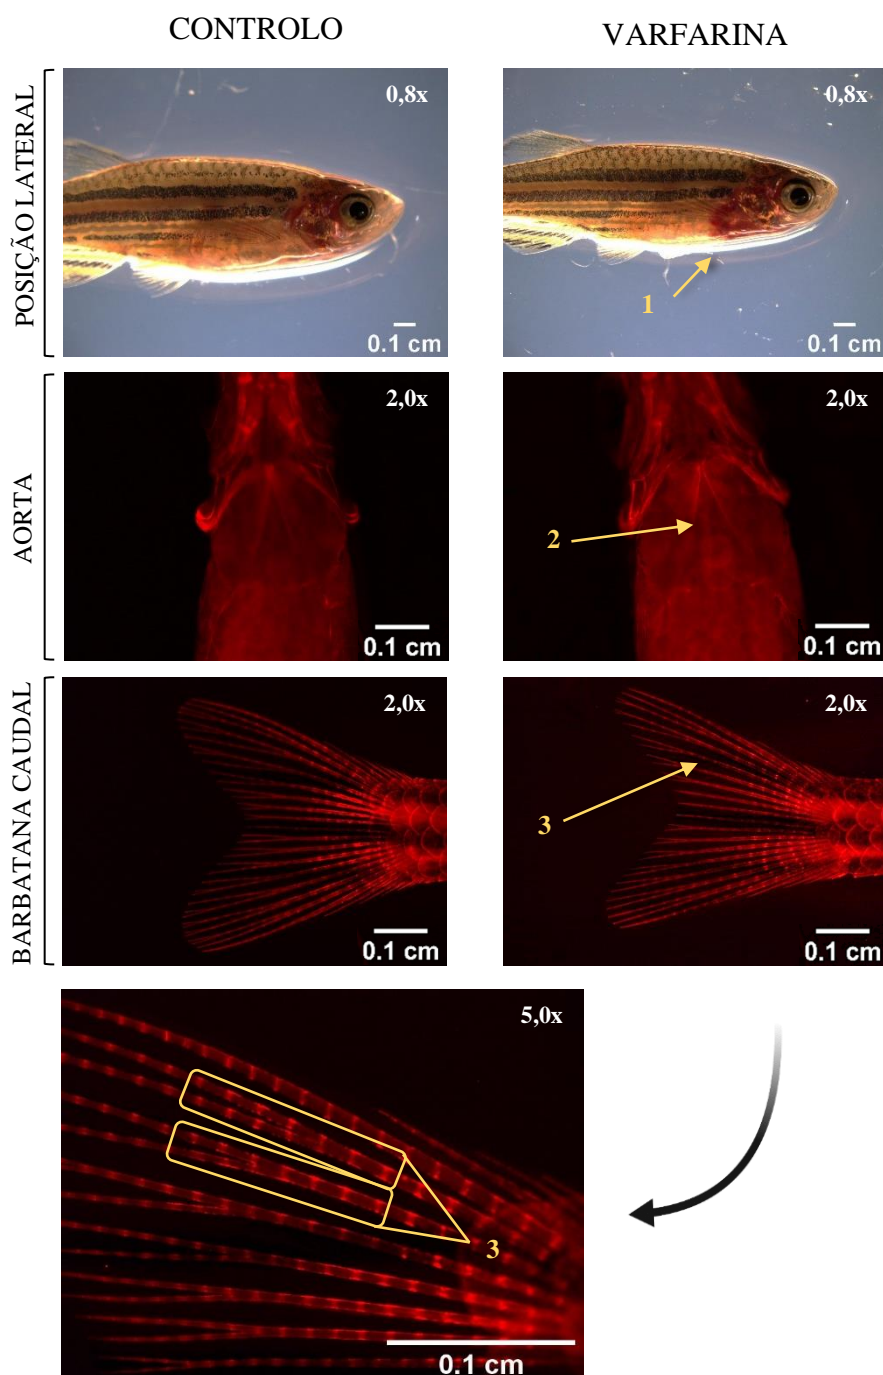 CONTROLO
VARFARINA
POSIÇÃO LATERAL
0,8x
0.1 cm
0,8x
1
0.1 cm
AORTA
2,0x
0.1 cm
2,0x
2
0.1 cm
BARBATANA CAUDAL
2,0x
0.1 cm
2,0x
3
0.1 cm
5,0x
3
0.1 cm